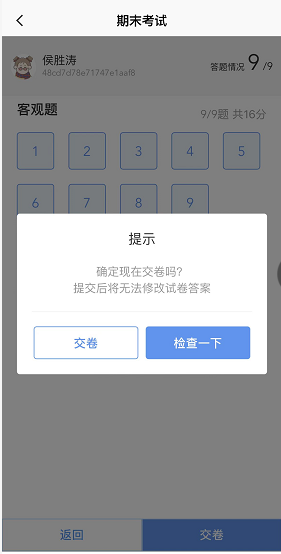 期末考试
侯胜涛
48cd7d78e71747e1aaf8
答题情况 9/9
客观题
9/9题 共16分
1 2 3 4 5
6 7 8 9
提示
确定现在交卷吗?
提交后将无法修改试卷答案
交卷 检查一下
返回 交卷